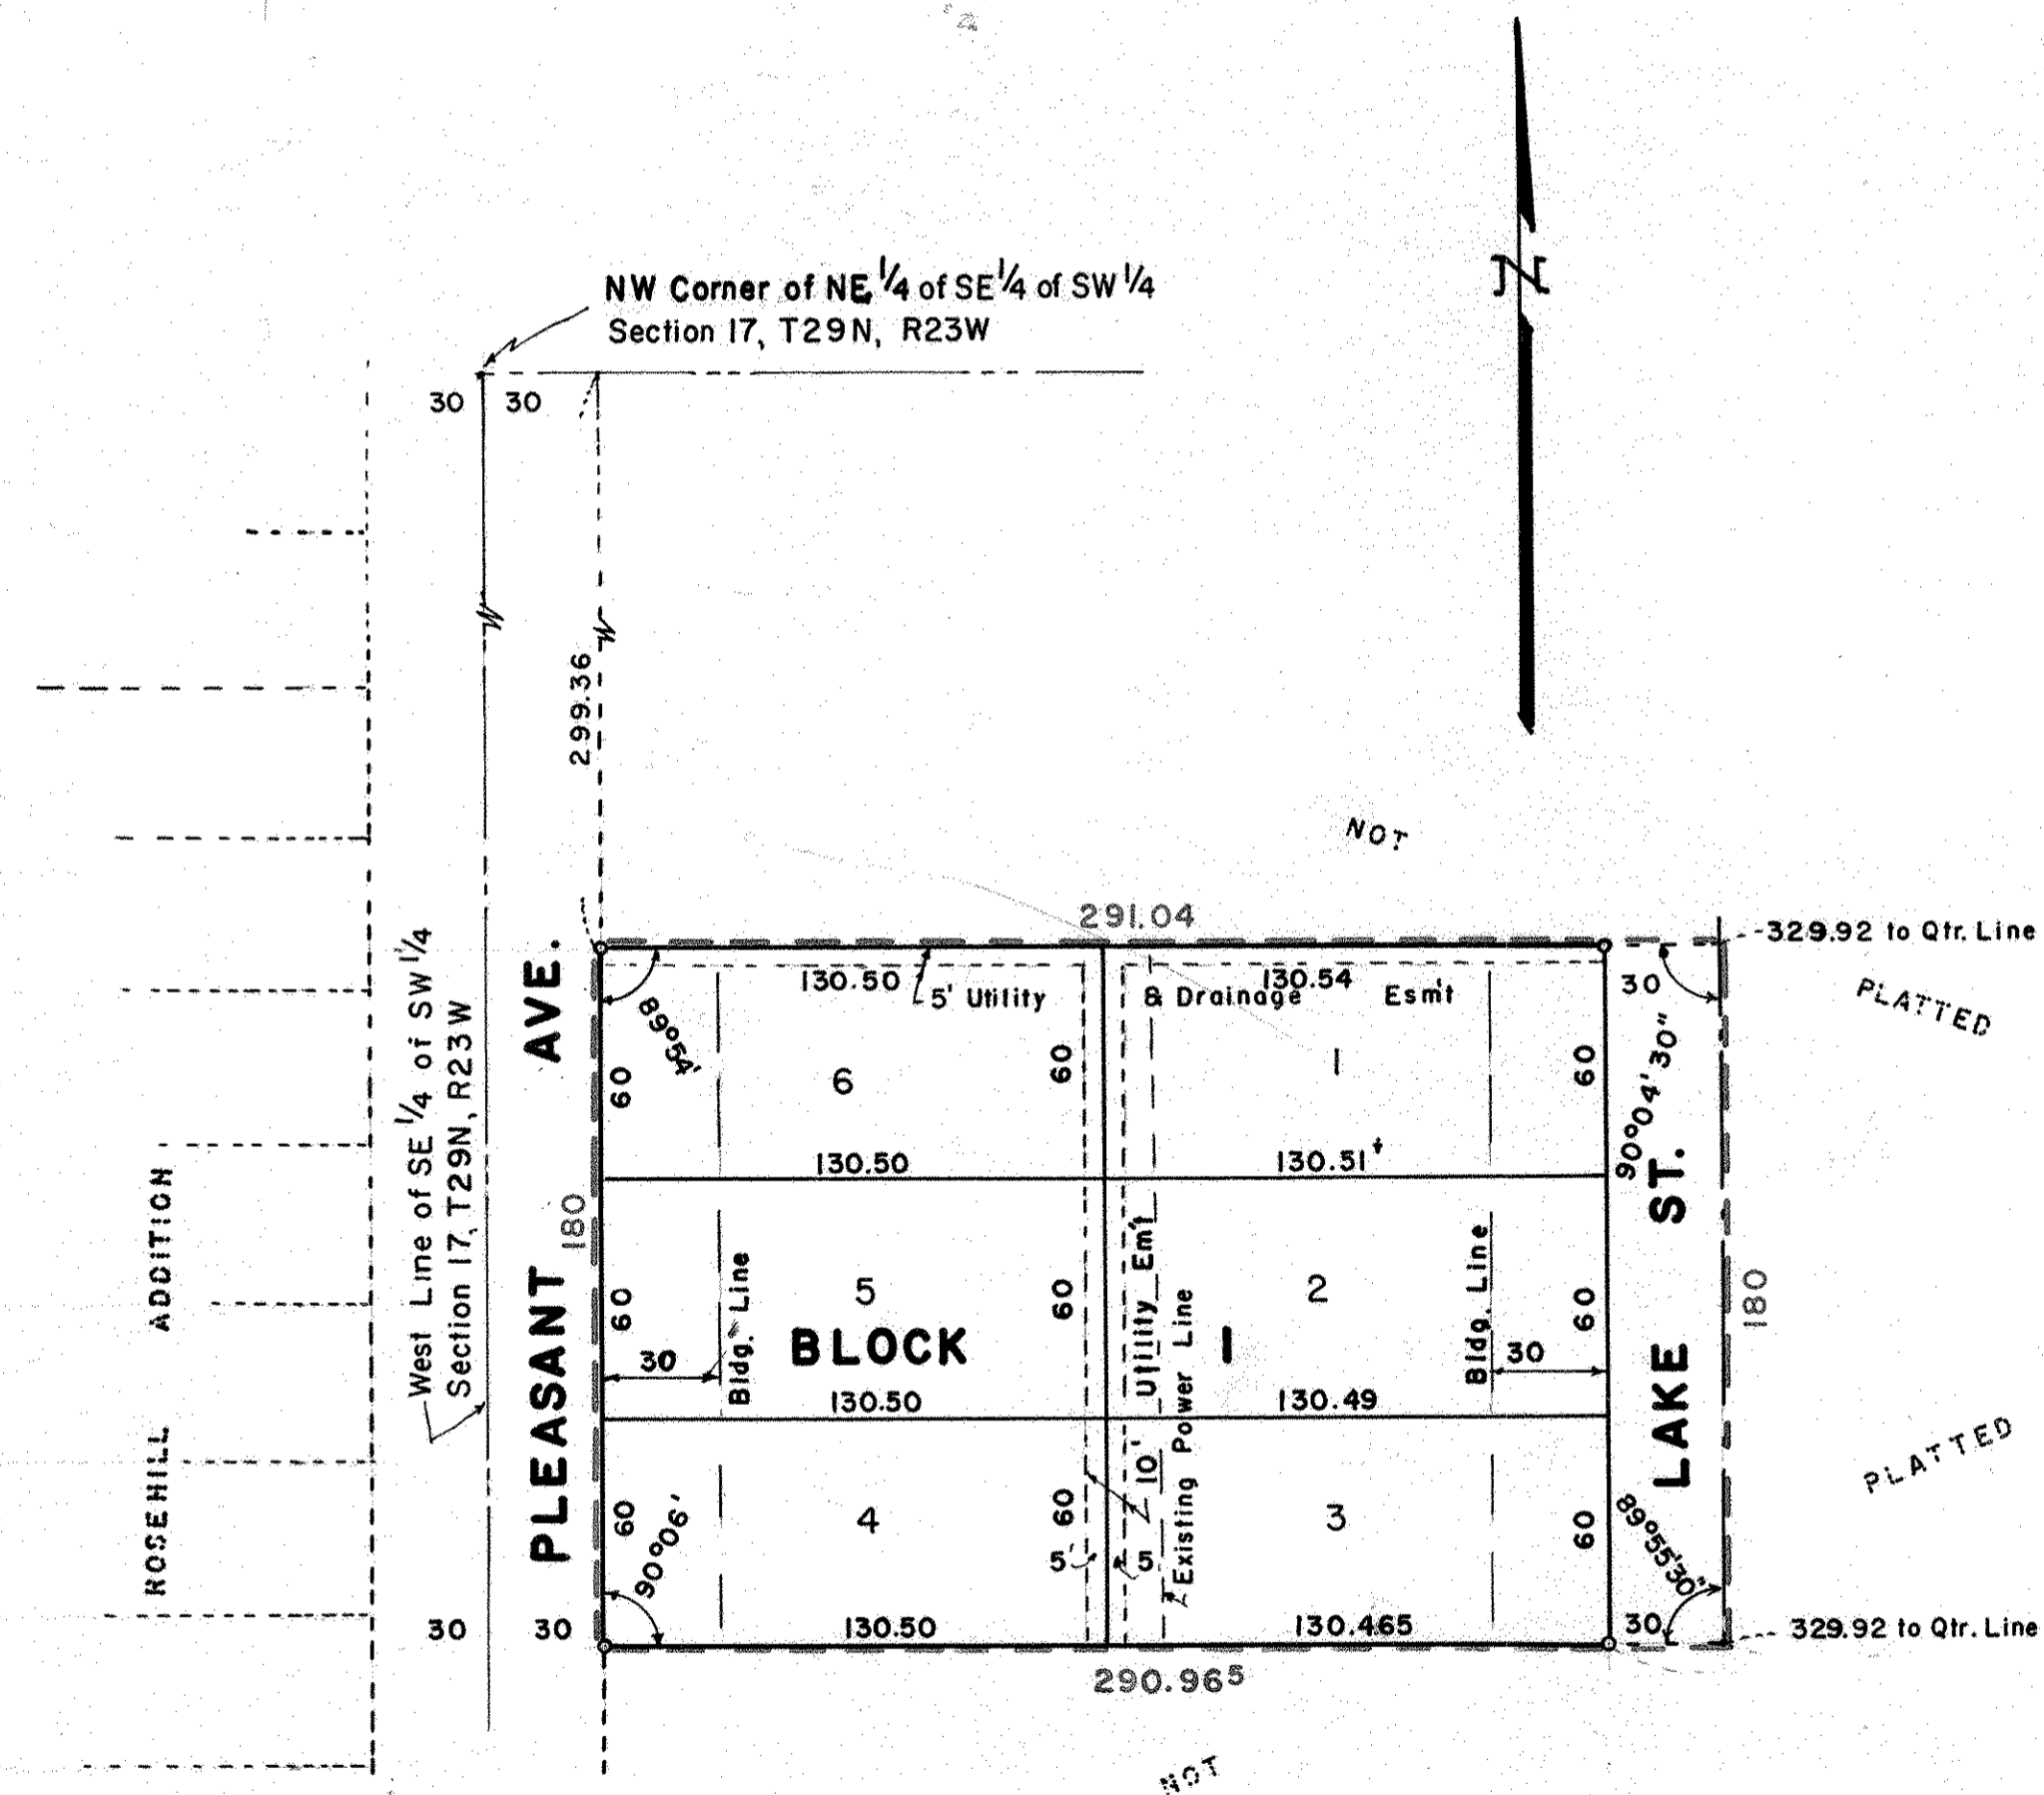 NW Corner of NE 1/4 of SE 1/4 of SW 1/4
Section 17, T29N, R23W
30
30
N
299.36
NOT
291.04
329.92 to Qtr. Line
PLATTED
130.50
5' Utility
130.54
& Drainage
Esm't
30
89°54'
60
6
60
1
60
90°04'30"
130.50
130.51+
West Line of SE 1/4 of SW 1/4
Section 17, T29N, R23W
PLEASANT AVE.
180
ROSEHILL ADDITION
60
30
Bldg. Line
5
BLOCK
60
Utility Em't
Existing Power Line
2
1
Bldg. Line
30
60
LAKE ST.
180
130.50
130.49
PLATTED
60
90°06'
4
60
10'
5'
5
3
60
89°55'30"
30
30
130.50
130.465
30
329.92 to Qtr. Line
290.965
NOT